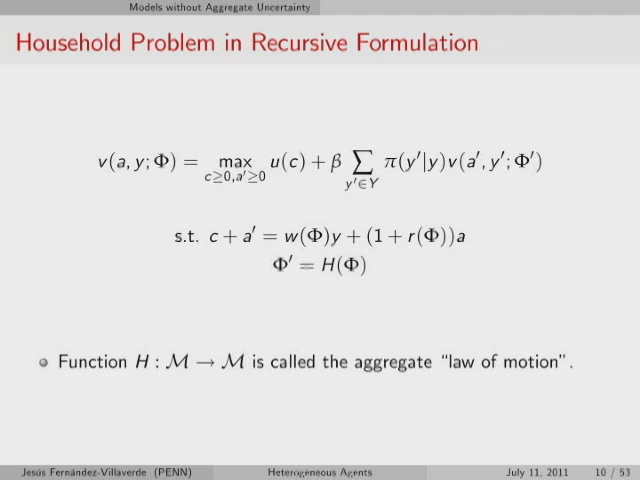 Models without Aggregate Uncertainty
Household Problem in Recursive Formulation
v(a, y; Φ) = max u(c) + β ∑ π(y′|y)v(a′, y′; Φ′)
c≥0,a′≥0 y′∈Y
s.t. c + a′ = w(Φ)y + (1 + r(Φ))a
Φ′ = H(Φ)
Function H : ℳ → ℳ is called the aggregate “law of motion”.
Jesús Fernández-Villaverde (PENN) Heterogeneous Agents July 11, 2011 10 / 53